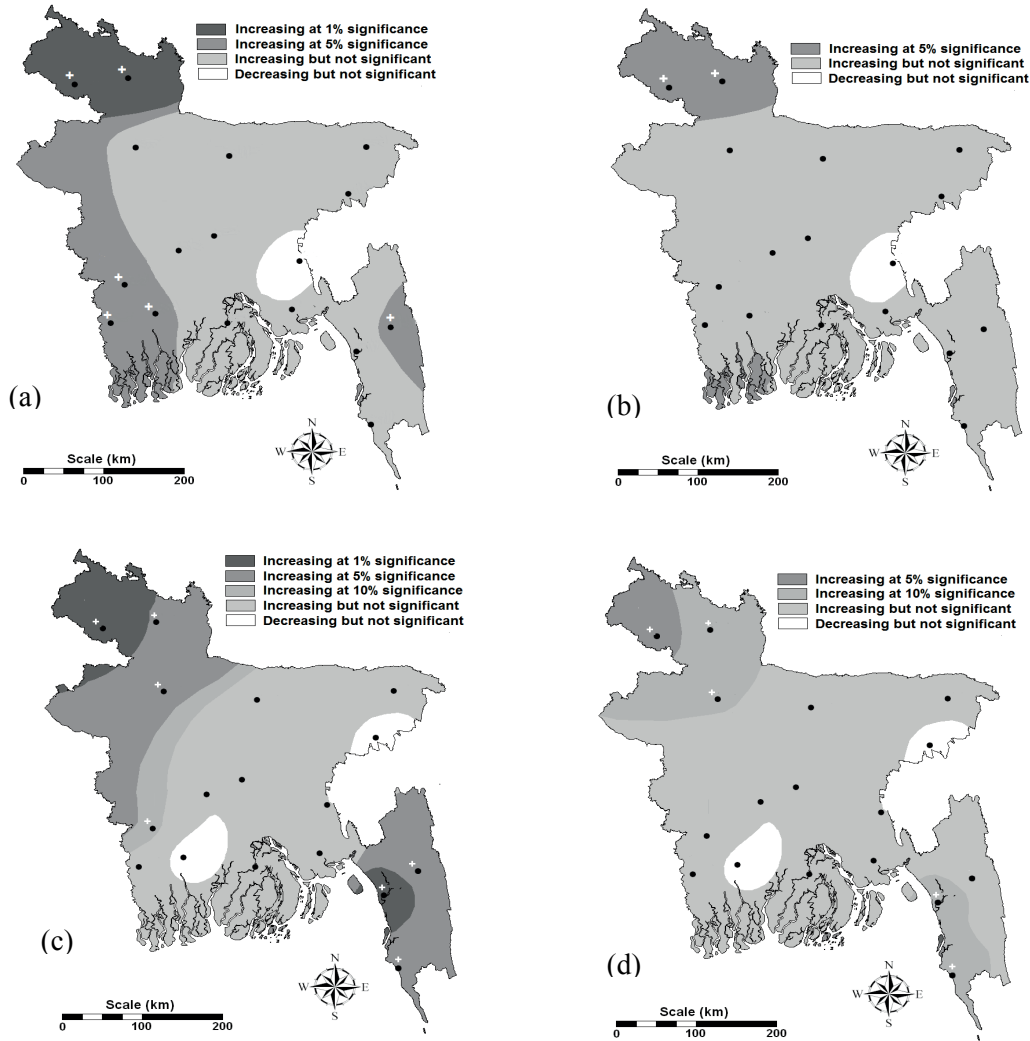 Increasing at 1% significance
Increasing at 5% significance
Increasing but not significant
Decreasing but not significant
(a)
N
W E
S
Scale (km)
0 100 200
Increasing at 5% significance
Increasing but not significant
Decreasing but not significant
(b)
N
W E
S
Scale (km)
0 100 200
Increasing at 1% significance
Increasing at 5% significance
Increasing at 10% significance
Increasing but not significant
Decreasing but not significant
(c)
N
W E
S
Scale (km)
0 100 200
Increasing at 5% significance
Increasing at 10% significance
Increasing but not significant
Decreasing but not significant
(d)
N
W E
S
Scale (km)
0 100 200